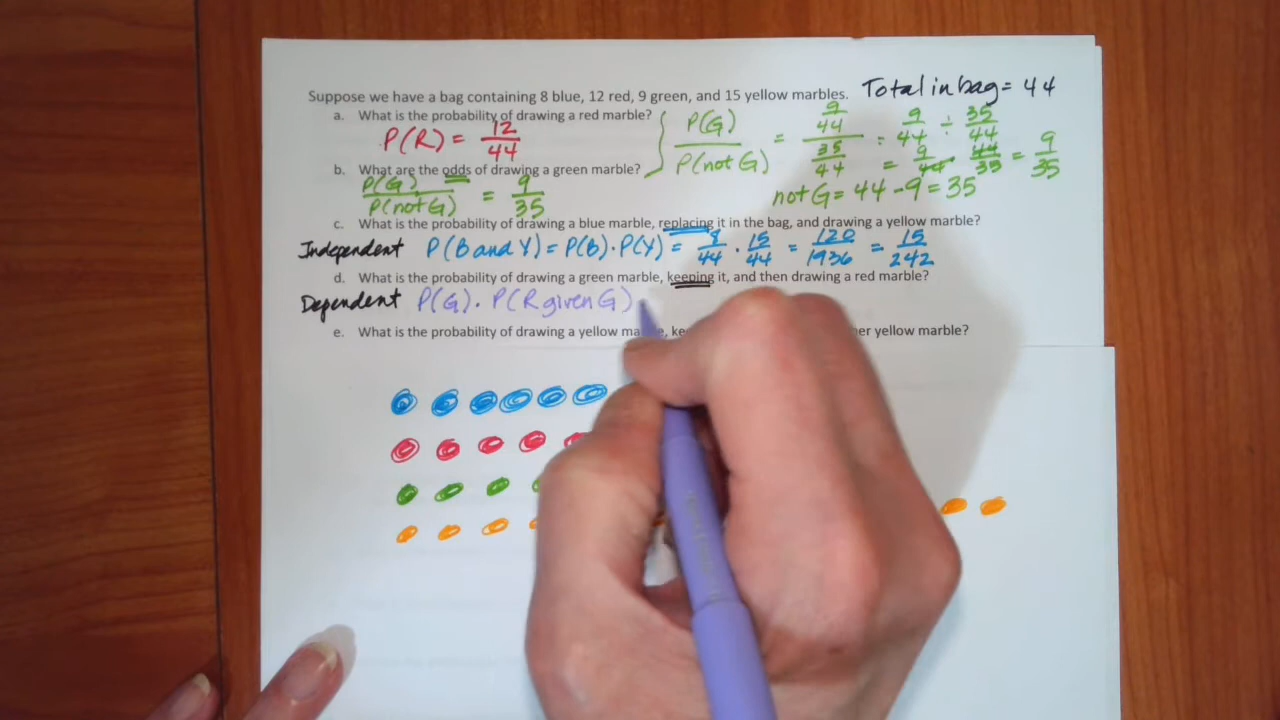 Suppose we have a bag containing 8 blue, 12 red, 9 green, and 15 yellow marbles. Total in bag = 44
a. What is the probability of drawing a red marble?
P(R) = 12/44
P(G)/P(not G) = 9/44 / 35/44 = 9/44 ÷ 35/44
= 9/44 · 44/35 = 9/35
b. What are the odds of drawing a green marble?
P(G)/P(not G) = 9/35
not G = 44 - 9 = 35
c. What is the probability of drawing a blue marble, replacing it in the bag, and drawing a yellow marble?
Independent P(B and Y) = P(B) · P(Y) = 8/44 · 15/44 = 120/1936 = 15/242
d. What is the probability of drawing a green marble, keeping it, and then drawing a red marble?
Dependent P(G) · P(R given G)
e. What is the probability of drawing a yellow yellow marble?